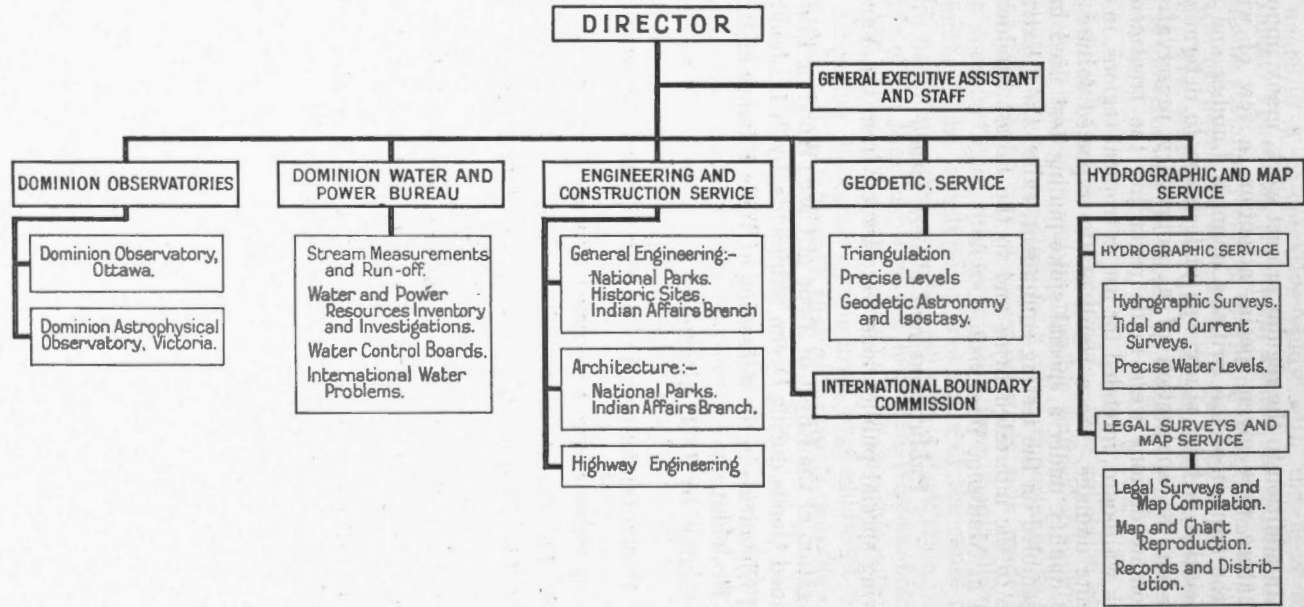 DIRECTOR
GENERAL EXECUTIVE ASSISTANT
AND STAFF
DOMINION OBSERVATORIES
Dominion Observatory,
Ottawa.
Dominion Astrophysical
Observatory, Victoria.
DOMINION WATER AND
POWER BUREAU
Stream Measurements
and Run-off.
Water and Power
Resources Inventory
and Investigations.
Water Control Boards.
International Water
Problems.
ENGINEERING AND
CONSTRUCTION SERVICE
General Engineering:-
National Parks.
Historic Sites.
Indian Affairs Branch
Architecture:-
National Parks.
Indian Affairs Branch.
Highway Engineering
GEODETIC SERVICE
Triangulation
Precise Levels
Geodetic Astronomy
and Isostasy.
INTERNATIONAL BOUNDARY
COMMISSION
HYDROGRAPHIC AND MAP
SERVICE
HYDROGRAPHIC SERVICE
Hydrographic Surveys.
Tidal and Current
Surveys.
Precise Water Levels.
LEGAL SURVEYS AND
MAP SERVICE
Legal Surveys and
Map Compilation.
Map and Chart
Reproduction.
Records and Distrib-
ution.